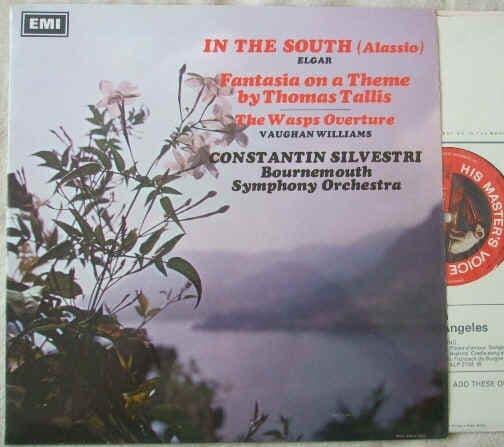 EMI
IN THE SOUTH (Alassio)
ELGAR
Fantasia on a Theme
by Thomas Tallis
The Wasps Overture
VAUGHAN WILLIAMS
CONSTANTIN SILVESTRI
Bournemouth
Symphony Orchestra
HIS MASTER'S VOICE
Angeles
ADD THESE